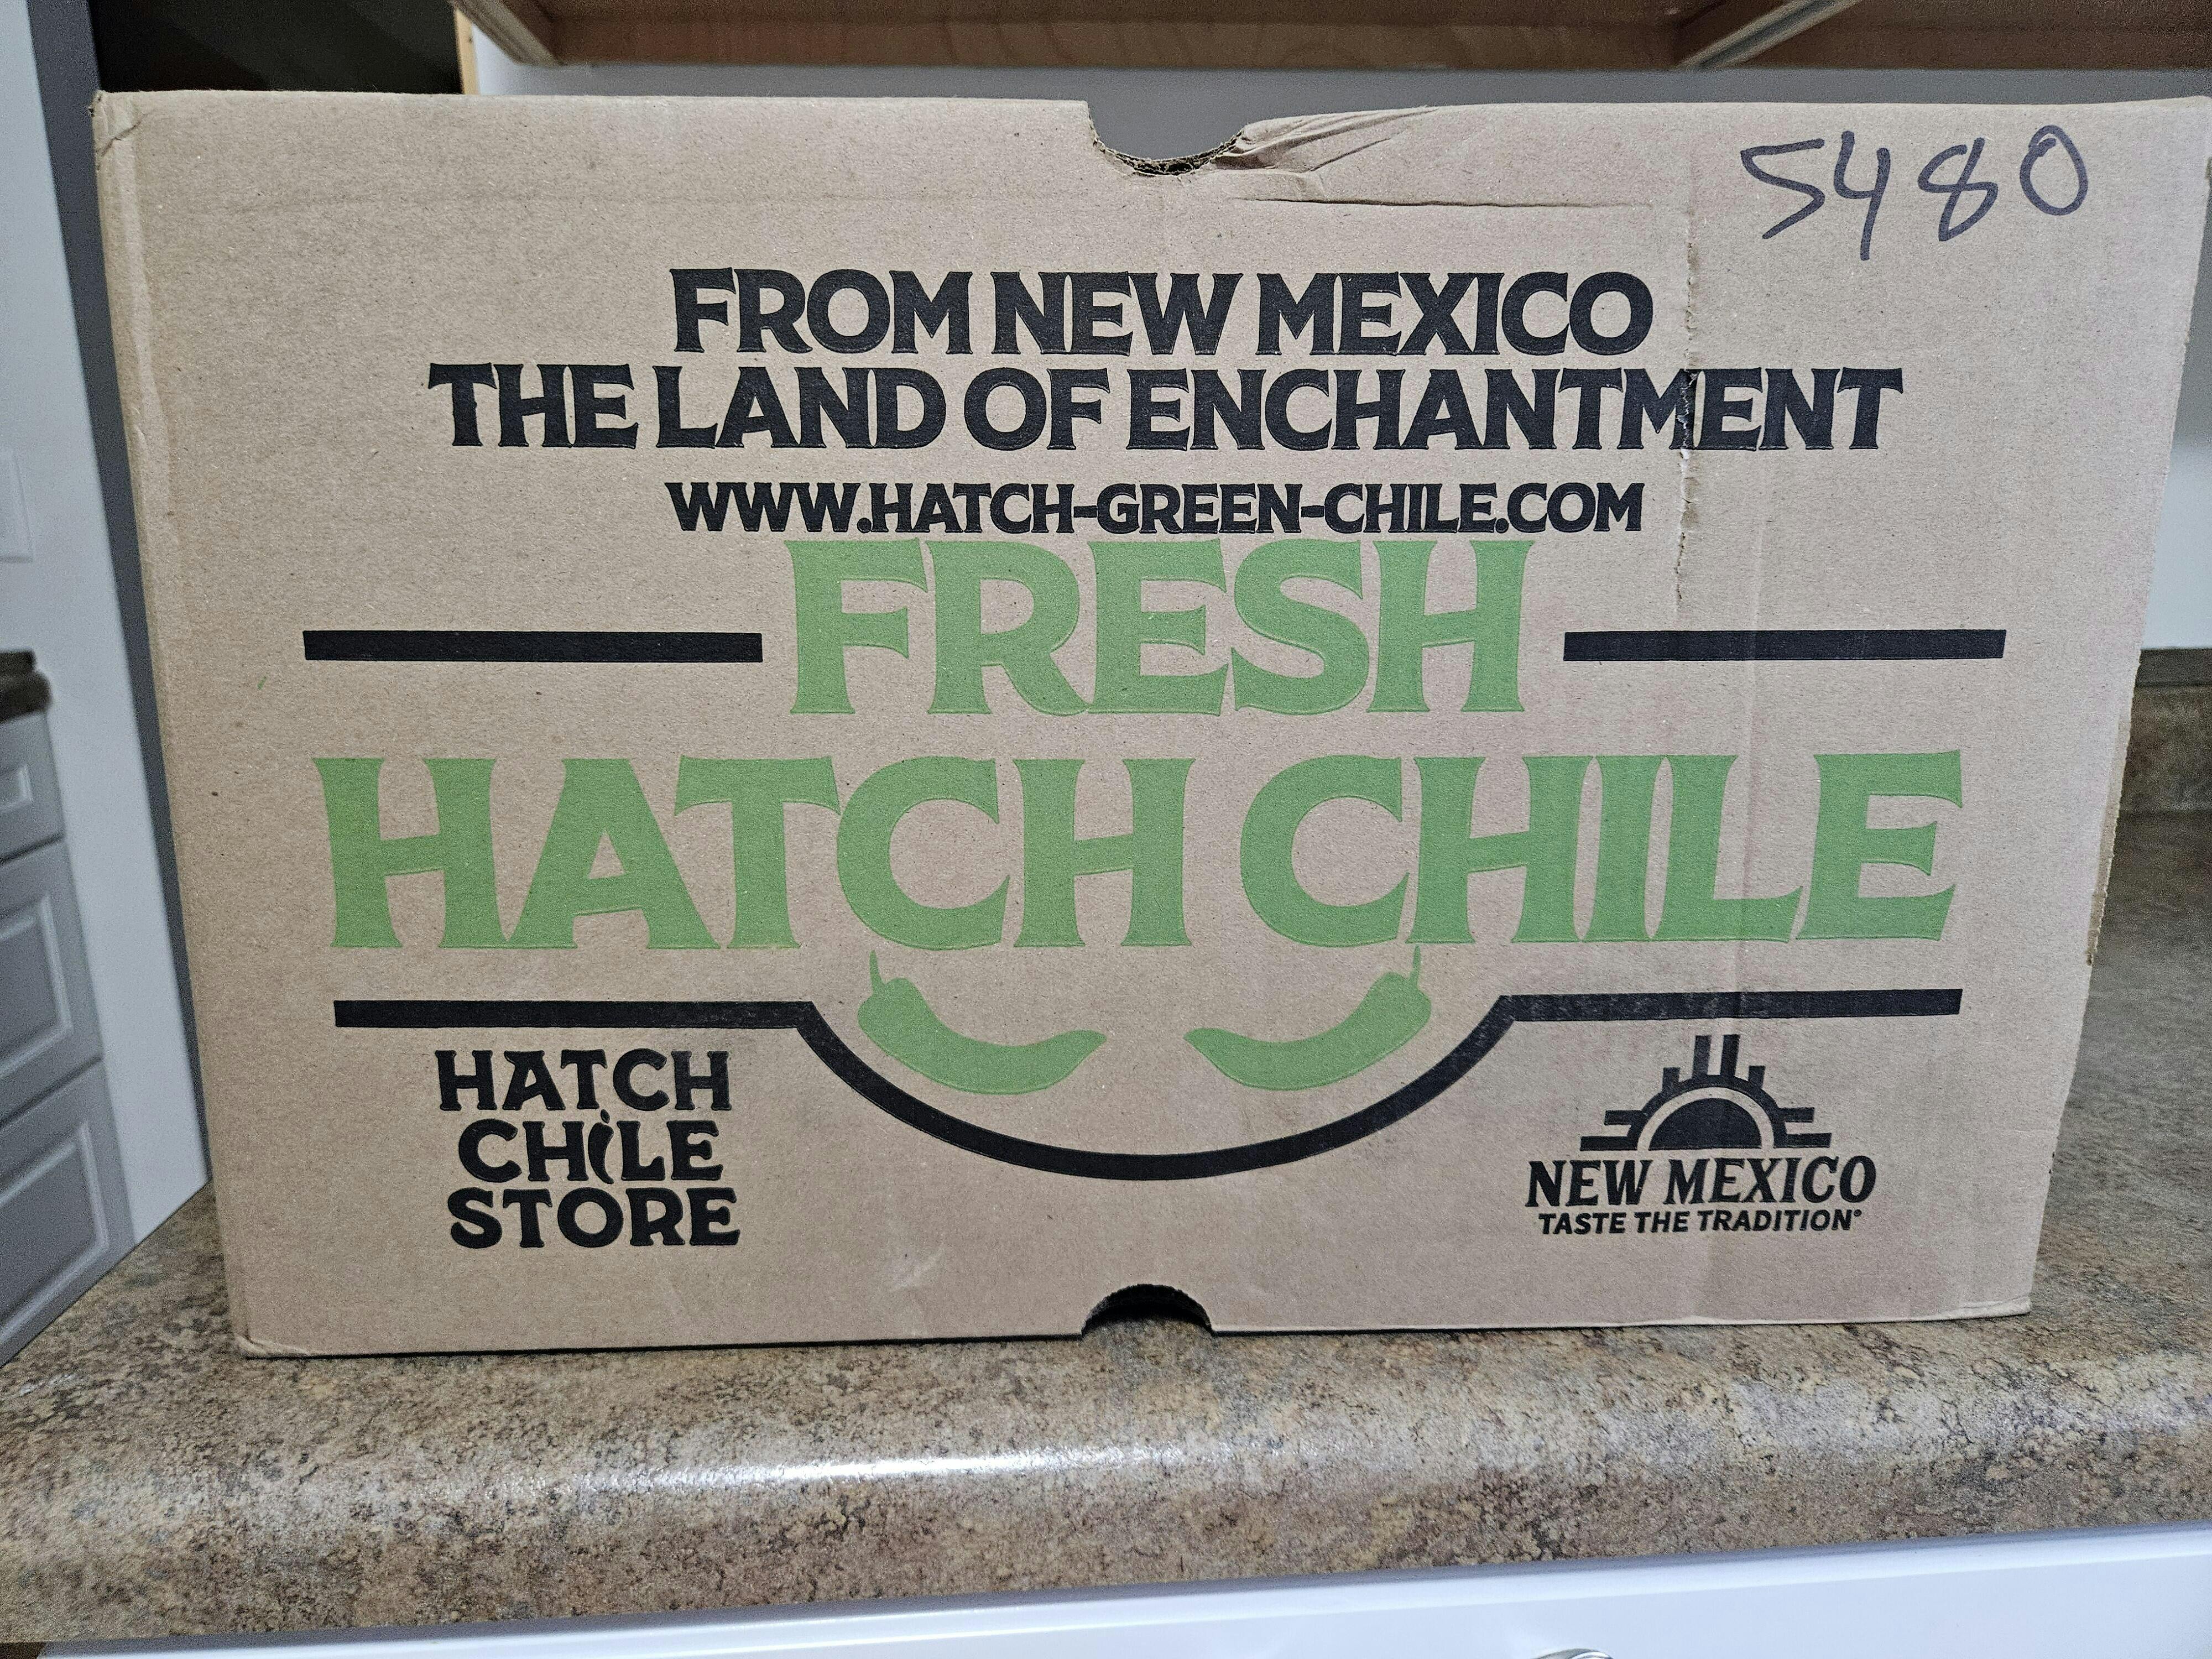 5480
FROM NEW MEXICO
THE LAND OF ENCHANTMENT
WWW.HATCH-GREEN-CHILE.COM
FRESH
HATCH CHILE
HATCH
CHILE
STORE
NEW MEXICO
TASTE THE TRADITION®